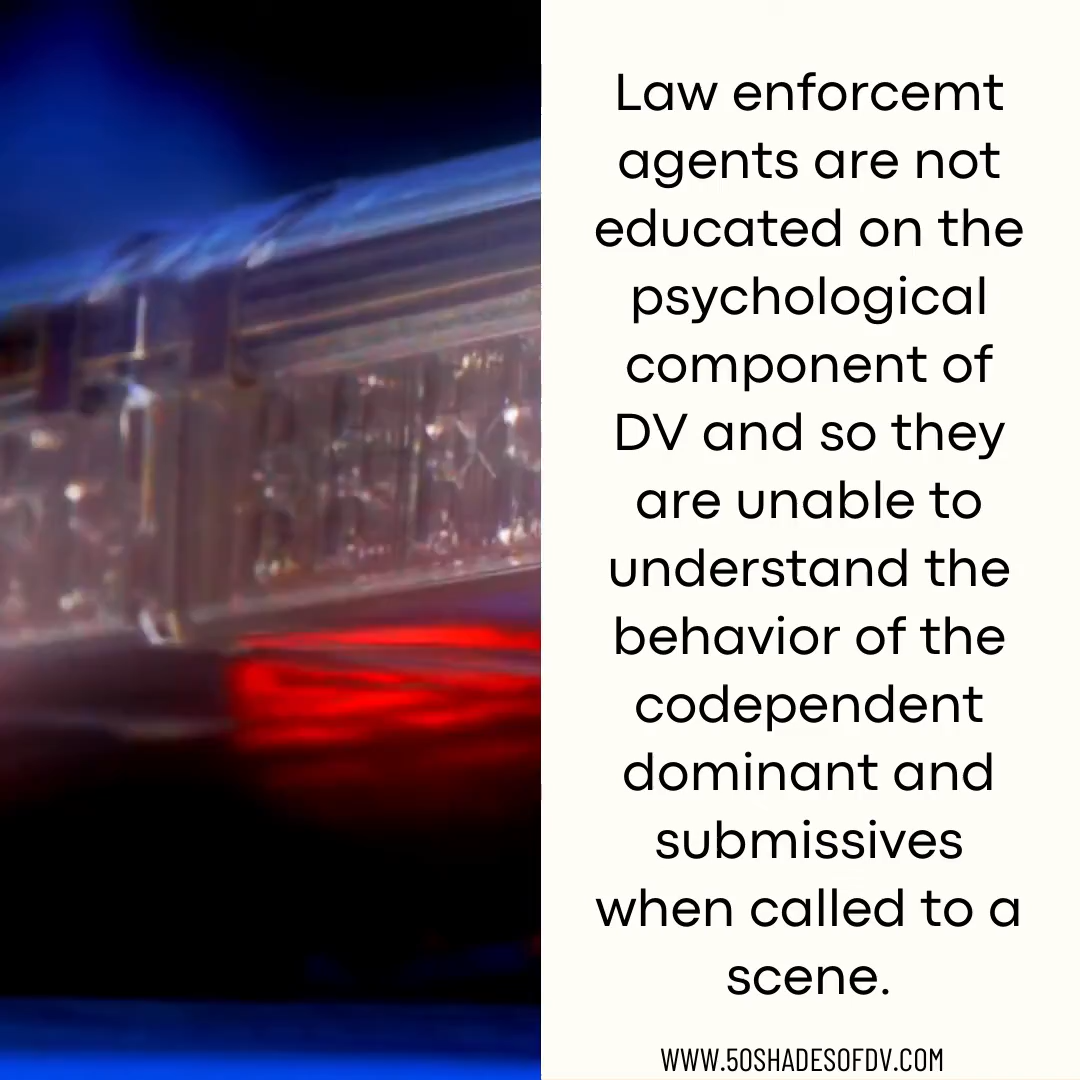 Law enforcemt
agents are not
educated on the
psychological
component of
DV and so they
are unable to
understand the
behavior of the
codependent
dominant and
submissives
when called to a
scene.
WWW.50SHADESOFDV.COM